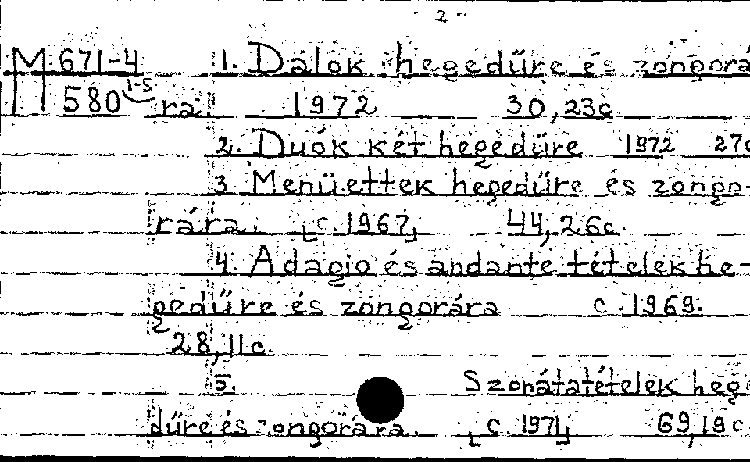 - 2 -
M 671-4 1. Dalok hegedűre és zongorá
580 1-5 ra 1972 30, 23c
2. Duók két hegedűre 1972 27c
3 Menüettek hegedűre és zongo-
rára. [c.1967] 44, 26c.
4. Adagio és andante tételek he-
gedűre és zongorára c.1969.
28, 11c.
5. Szonátatételek hege
dűre és zongorára. [c.1971] 69, 19c